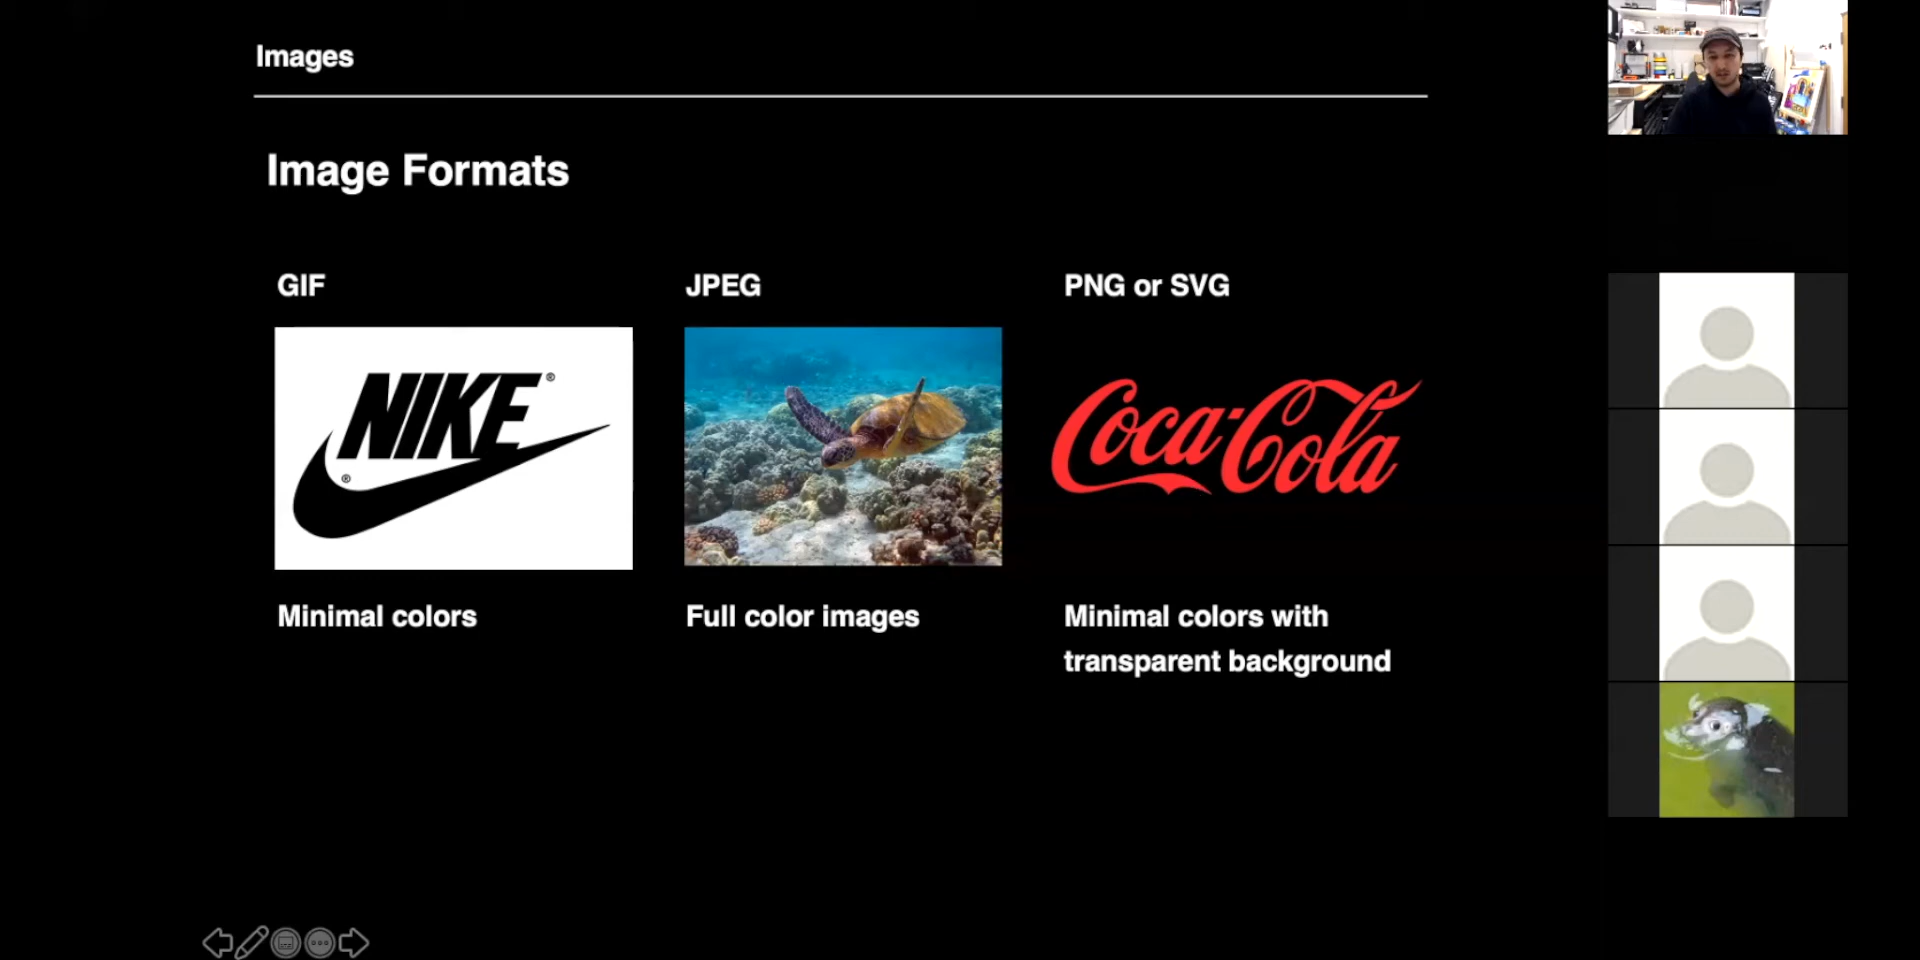 Images
Image Formats
GIF
JPEG
PNG or SVG
NIKE®
®
Coca-Cola
Minimal colors
Full color images
Minimal colors with
transparent background